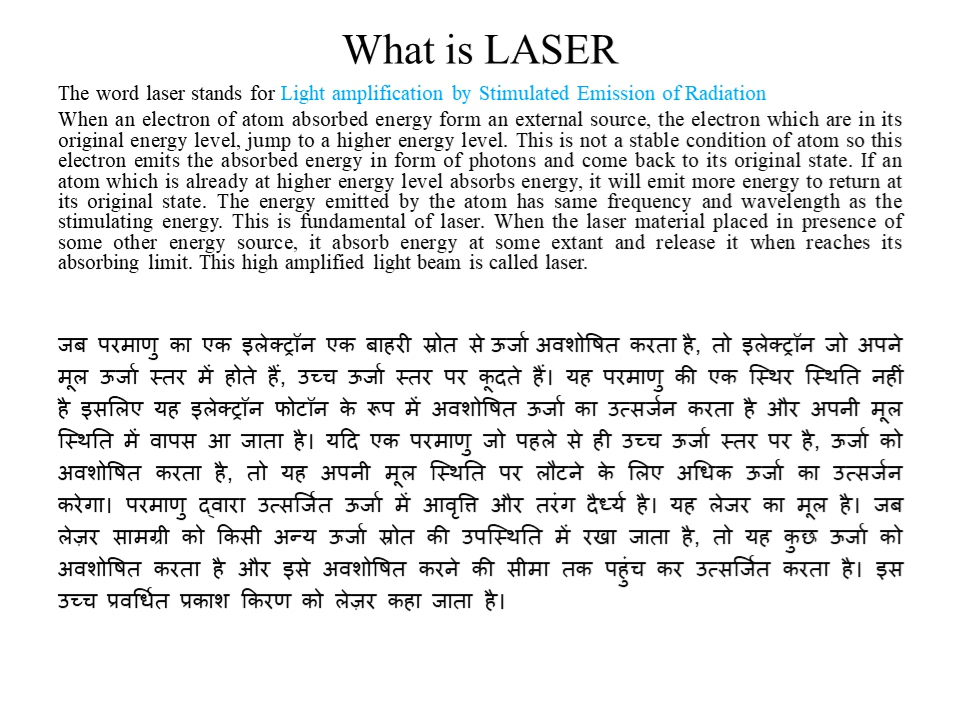 What is LASER
The word laser stands for Light amplification by Stimulated Emission of Radiation
When an electron of atom absorbed energy form an external source, the electron which are in its
original energy level, jump to a higher energy level. This is not a stable condition of atom so this
electron emits the absorbed energy in form of photons and come back to its original state. If an
atom which is already at higher energy level absorbs energy, it will emit more energy to return at
its original state. The energy emitted by the atom has same frequency and wavelength as the
stimulating energy. This is fundamental of laser. When the laser material placed in presence of
some other energy source, it absorb energy at some extant and release it when reaches its
absorbing limit. This high amplified light beam is called laser.
जब परमाणु का एक इलेक्ट्रॉन एक बाहरी स्रोत से ऊर्जा अवशोषित करता है, तो इलेक्ट्रॉन जो अपने
मूल ऊर्जा स्तर में होते हैं, उच्च ऊर्जा स्तर पर कूदते हैं। यह परमाणु की एक स्थिर स्थिति नहीं
है इसलिए यह इलेक्ट्रॉन फोटॉन के रूप में अवशोषित ऊर्जा का उत्सर्जन करता है और अपनी मूल
स्थिति में वापस आ जाता है। यदि एक परमाणु जो पहले से ही उच्च ऊर्जा स्तर पर है, ऊर्जा को
अवशोषित करता है, तो यह अपनी मूल स्थिति पर लौटने के लिए अधिक ऊर्जा का उत्सर्जन
करेगा। परमाणु द्वारा उत्सर्जित ऊर्जा में आवृत्ति और तरंग दैर्ध्य है। यह लेजर का मूल है। जब
लेज़र सामग्री को किसी अन्य ऊर्जा स्रोत की उपस्थिति में रखा जाता है, तो यह कुछ ऊर्जा को
अवशोषित करता है और इसे अवशोषित करने की सीमा तक पहुंच कर उत्सर्जित करता है। इस
उच्च प्रवर्धित प्रकाश किरण को लेज़र कहा जाता है।